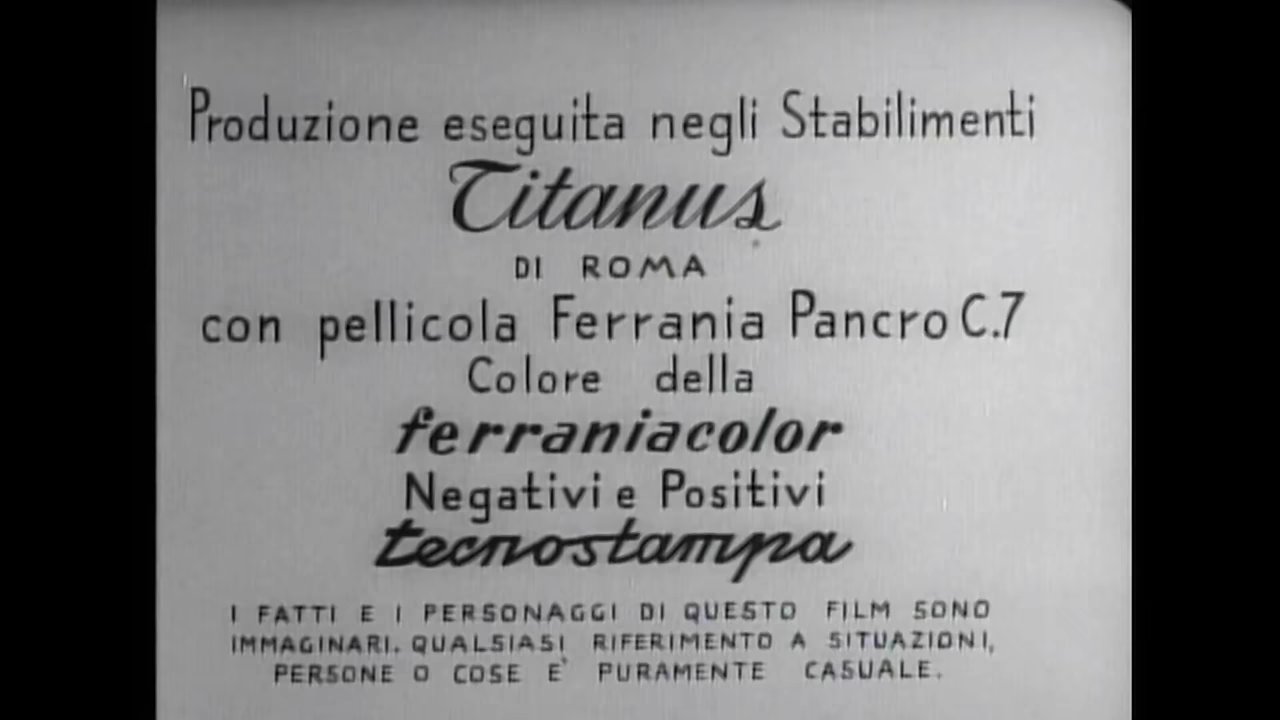 Produzione eseguita negli Stabilimenti
Titanus
DI ROMA
con pellicola Ferrania Pancro C.7
Colore della
ferraniacolor
Negativi e Positivi
tecnostampa
I FATTI E I PERSONAGGI DI QUESTO FILM SONO
IMMAGINARI. QUALSIASI RIFERIMENTO A SITUAZIONI,
PERSONE O COSE E' PURAMENTE CASUALE.